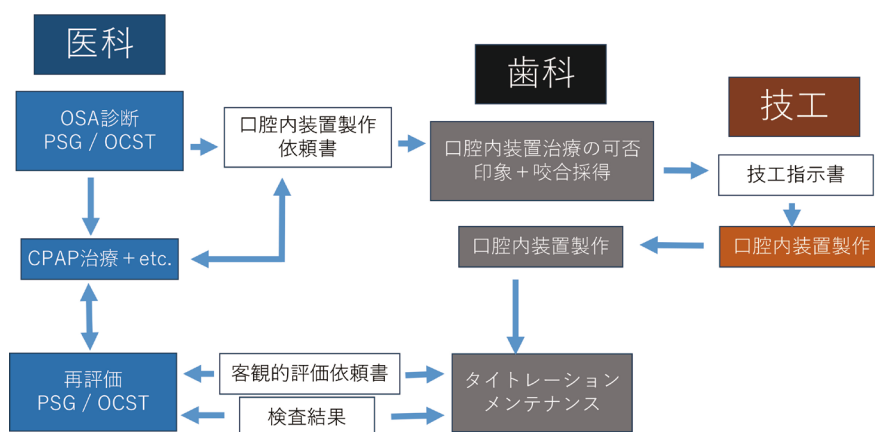 医科
歯科
技工
OSA診断
PSG / OCST
口腔内装置製作
依頼書
口腔内装置治療の可否
印象＋咬合採得
技工指示書
CPAP治療＋etc.
口腔内装置製作
口腔内装置製作
再評価
PSG / OCST
客観的評価依頼書
検査結果
タイトレーション
メンテナンス